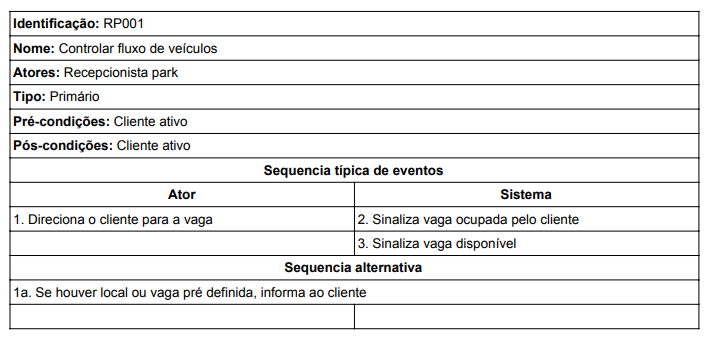 Identificação: RP001
Nome: Controlar fluxo de veículos
Atores: Recepcionista park
Tipo: Primário
Pré-condições: Cliente ativo
Pós-condições: Cliente ativo
Sequencia típica de eventos
Ator Sistema
1. Direciona o cliente para a vaga 2. Sinaliza vaga ocupada pelo cliente
3. Sinaliza vaga disponível
Sequencia alternativa
1a. Se houver local ou vaga pré definida, informa ao cliente